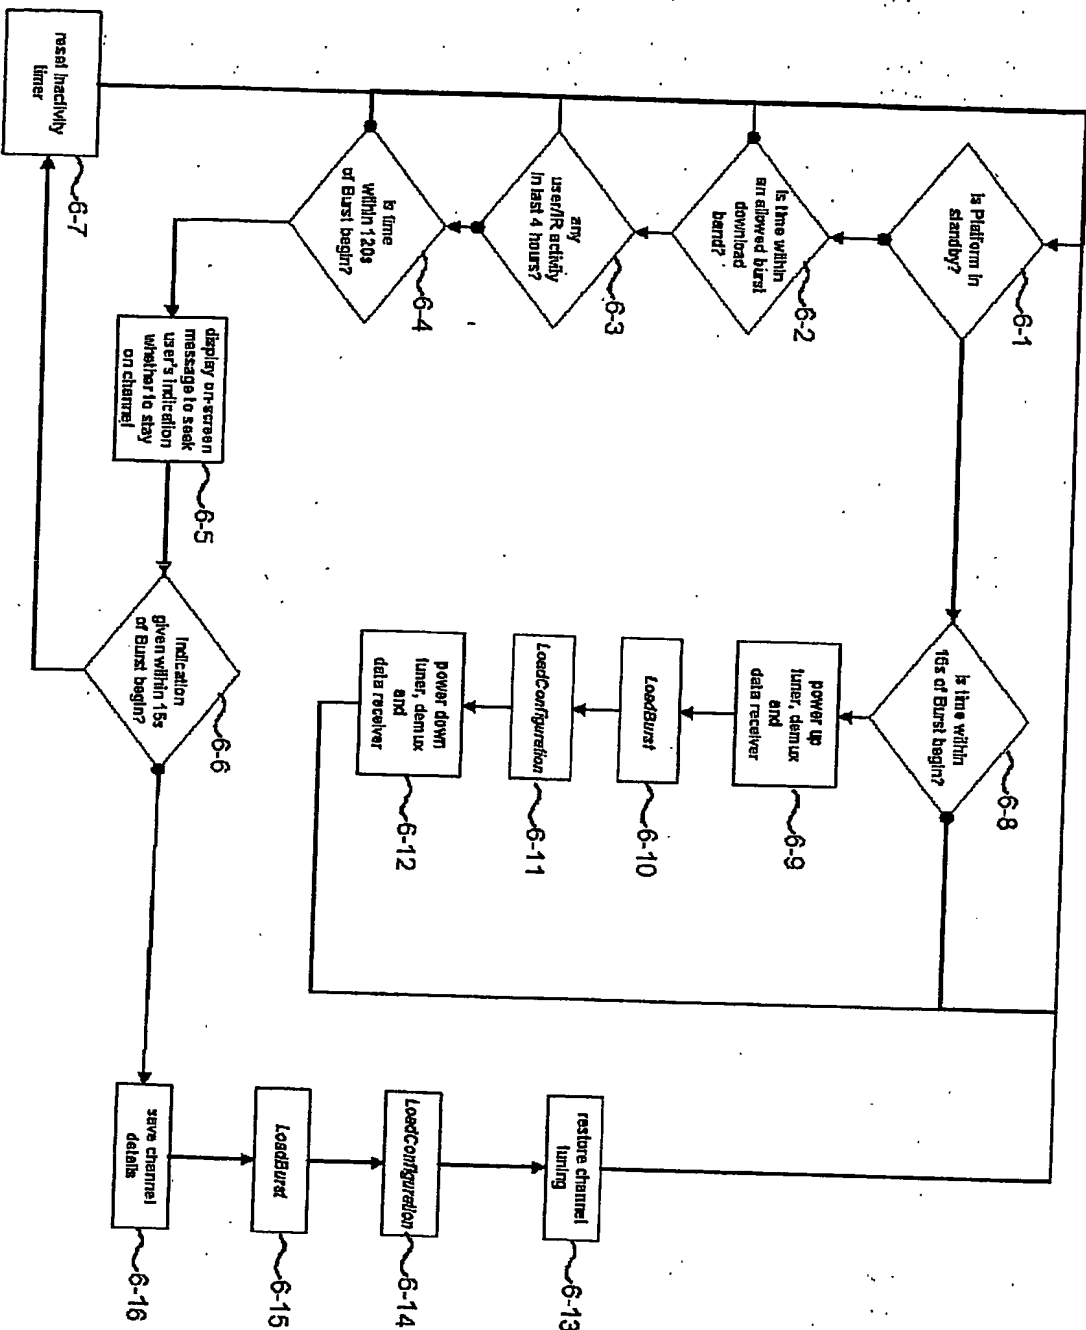 Is Platform in
standby?
6-1
Is time within
an allowed burst
download
band?
6-2
any
user/IR activity
in last 4 hours?
6-3
Is time
within 120s
of Burst begin?
6-4
display on-screen
message to seek
user's indication
whether to stay
on channel
6-5
Indication
given within 15s
of Burst begin?
6-6
reset inactivity
timer
6-7
Is time within
15s of Burst begin?
6-8
power up
tuner, demux
and
data receiver
6-9
LoadBurst
6-10
LoadConfiguration
6-11
power down
tuner, demux
and
data receiver
6-12
restore channel
tuning
6-13
LoadConfiguration
6-14
LoadBurst
6-15
save channel
details
6-16